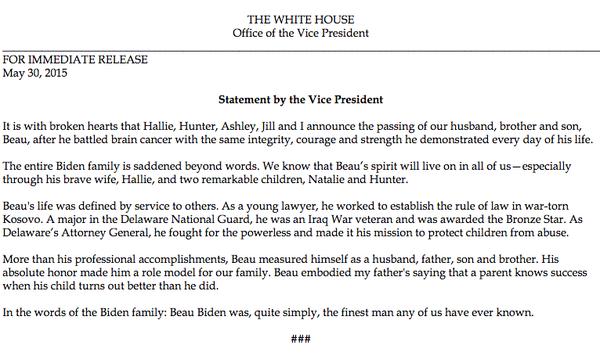 THE WHITE HOUSE
Office of the Vice President
FOR IMMEDIATE RELEASE
May 30, 2015
Statement by the Vice President
It is with broken hearts that Hallie, Hunter, Ashley, Jill and I announce the passing of our husband, brother and son,
Beau, after he battled brain cancer with the same integrity, courage and strength he demonstrated every day of his life.
The entire Biden family is saddened beyond words. We know that Beau's spirit will live on in all of us—especially
through his brave wife, Hallie, and two remarkable children, Natalie and Hunter.
Beau's life was defined by service to others. As a young lawyer, he worked to establish the rule of law in war-torn
Kosovo. A major in the Delaware National Guard, he was an Iraq War veteran and was awarded the Bronze Star. As
Delaware's Attorney General, he fought for the powerless and made it his mission to protect children from abuse.
More than his professional accomplishments, Beau measured himself as a husband, father, son and brother. His
absolute honor made him a role model for our family. Beau embodied my father's saying that a parent knows success
when his child turns out better than he did.
In the words of the Biden family: Beau Biden was, quite simply, the finest man any of us have ever known.
###